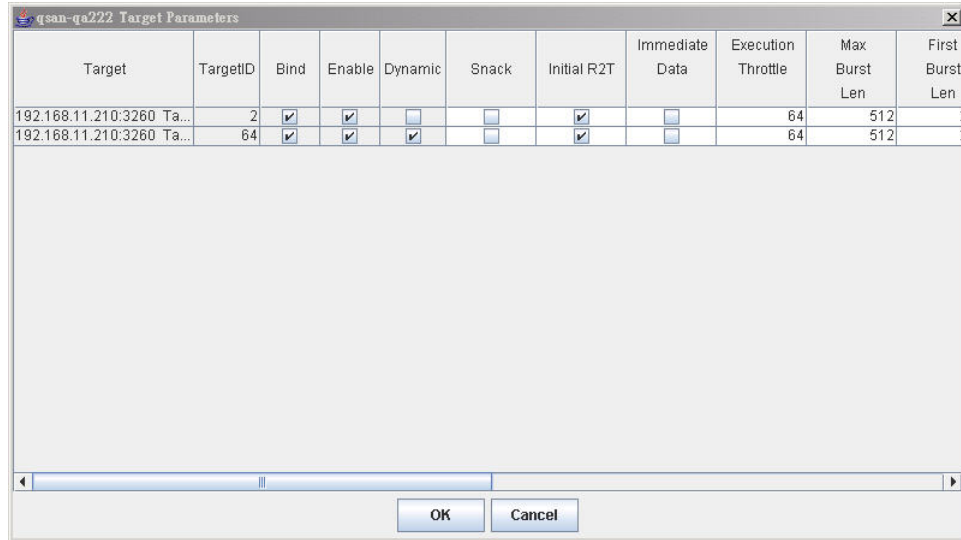 qsan-qa222 Target Parameters
Target TargetID Bind Enable Dynamic Snack Initial R2T Immediate Data Execution Throttle Max Burst Len First Burst Len
192.168.11.210:3260 Ta... 2 64 512
192.168.11.210:3260 Ta... 64 64 512
OK Cancel